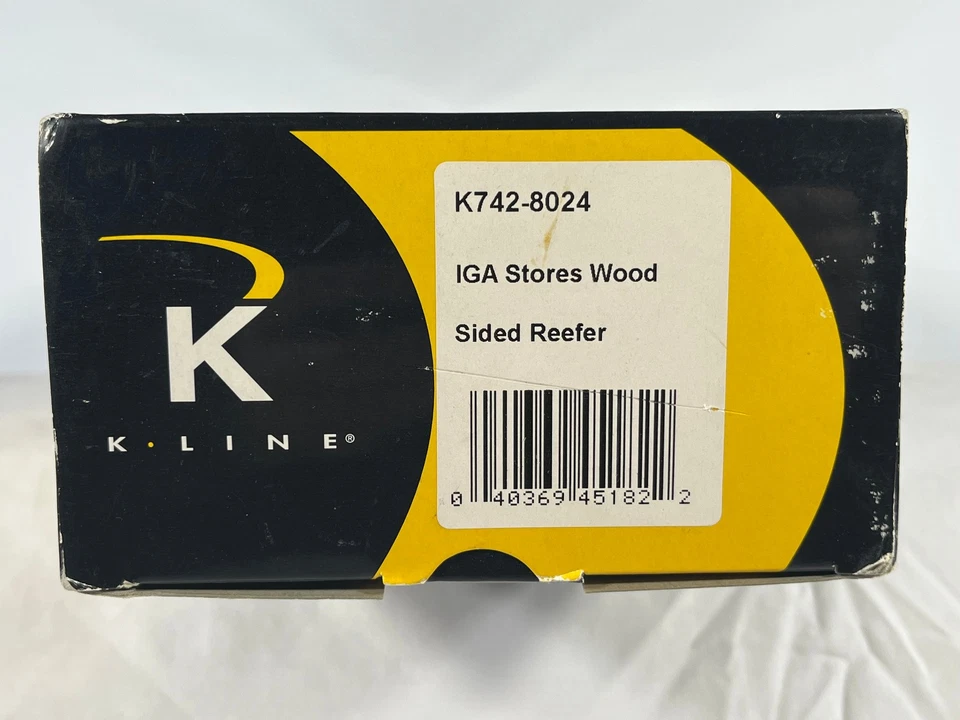 K
K·LINE®
K742-8024
IGA Stores Wood
Sided Reefer
0 40369 45182 2